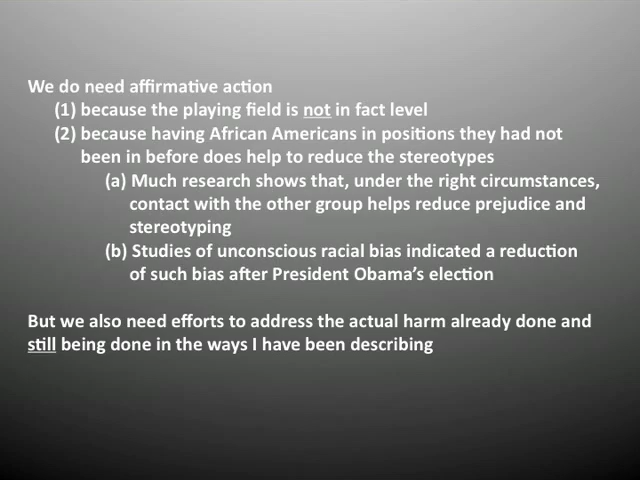 We do need affirmative action
(1) because the playing field is not in fact level
(2) because having African Americans in positions they had not
been in before does help to reduce the stereotypes
(a) Much research shows that, under the right circumstances,
contact with the other group helps reduce prejudice and
stereotyping
(b) Studies of unconscious racial bias indicated a reduction
of such bias after President Obama's election
But we also need efforts to address the actual harm already done and
still being done in the ways I have been describing